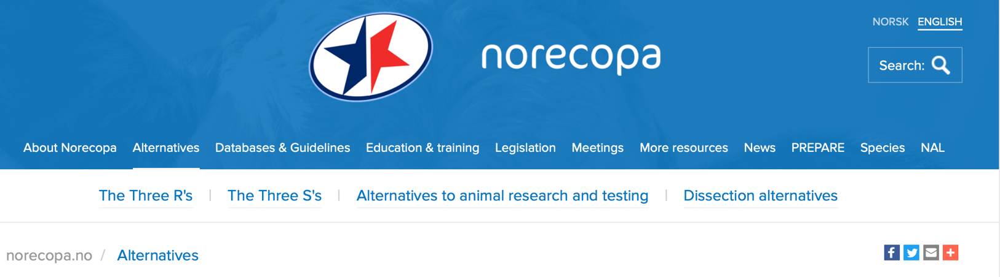 NORSK ENGLISH
norecopa
Search:
About Norecopa Alternatives Databases & Guidelines Education & training Legislation Meetings More resources News PREPARE Species NAL
The Three R's | The Three S's | Alternatives to animal research and testing | Dissection alternatives
norecopa.no / Alternatives